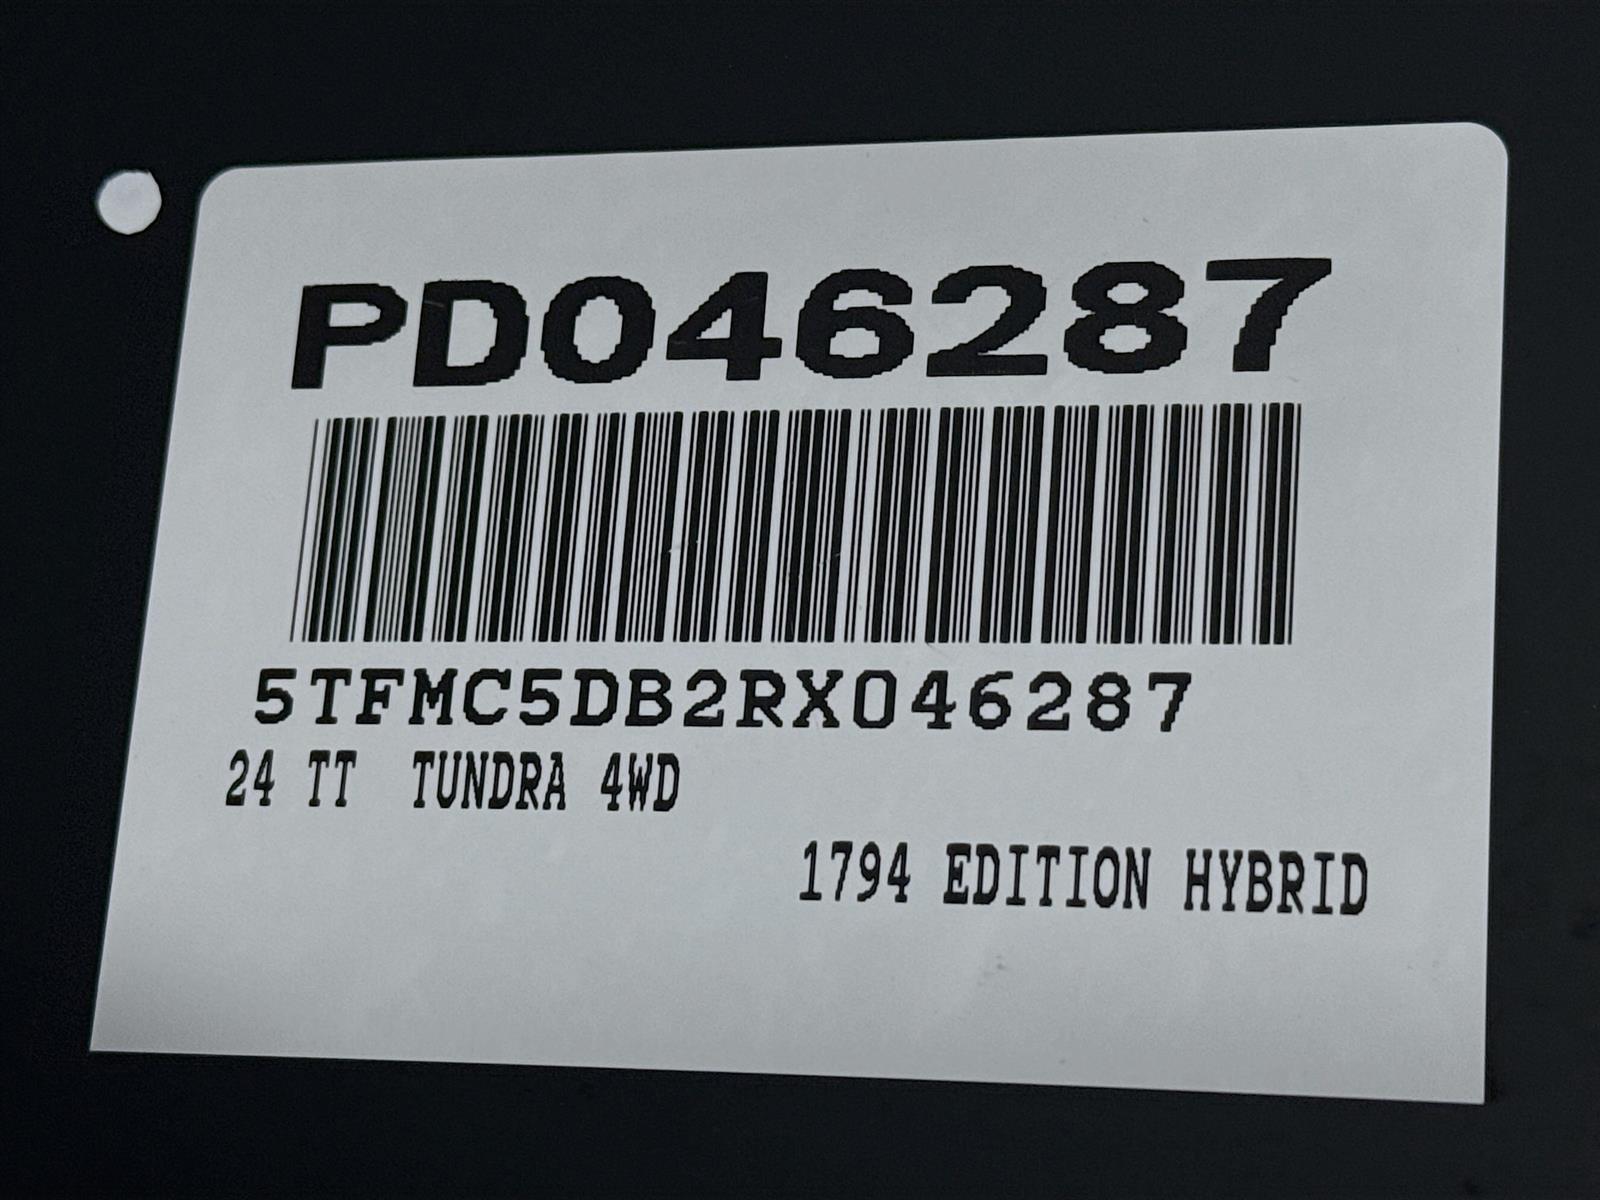 PD046287
5TFMC5DB2RX046287
24 TT TUNDRA 4WD
1794 EDITION HYBRID